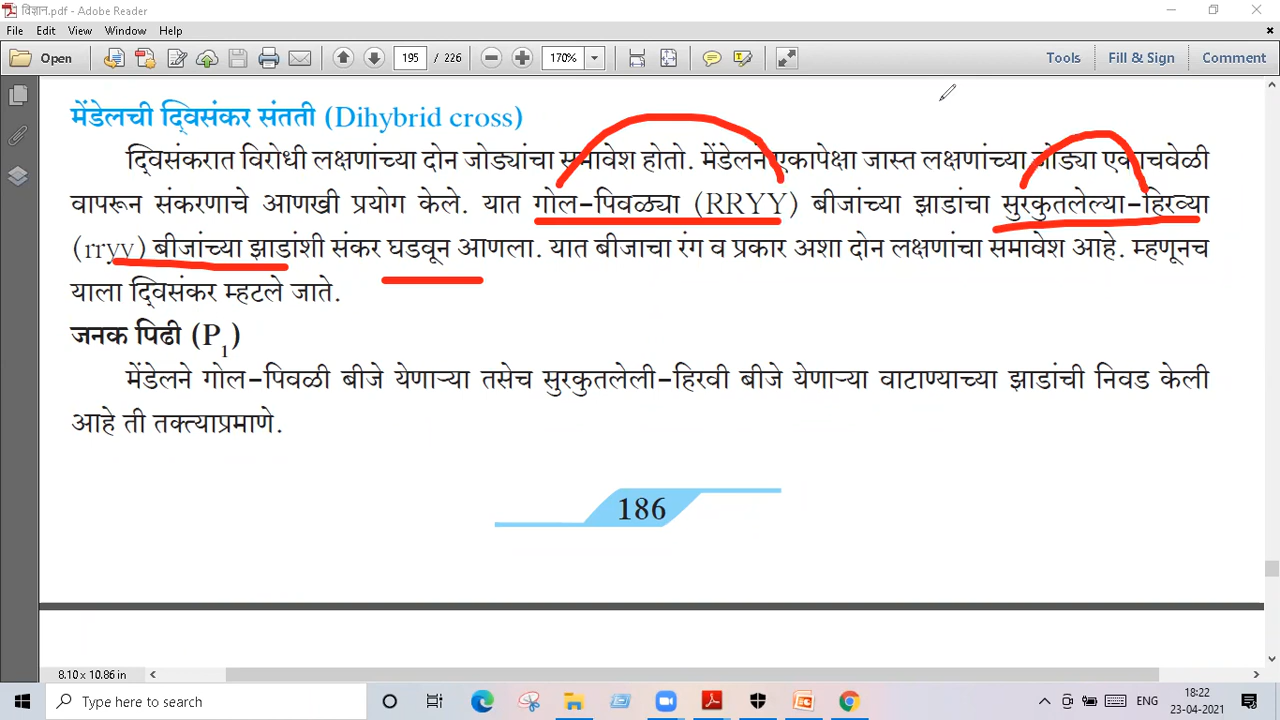 विज्ञान.pdf - Adobe Reader
File Edit View Window Help
Open 195 / 226 170% Tools Fill & Sign Comment
मेंडेलची द्विसंकर संतती (Dihybrid cross)
द्विसंकरात विरोधी लक्षणांच्या दोन जोड्यांचा समावेश होतो. मेंडेलने एकापेक्षा जास्त लक्षणांच्या जोड्या एकाचवेळी
वापरून संकरणाचे आणखी प्रयोग केले. यात गोल-पिवळ्या (RRYY) बीजांच्या झाडांचा सुरकुतलेल्या-हिरव्या
(rryy) बीजांच्या झाडांशी संकर घडवून आणला. यात बीजाचा रंग व प्रकार अशा दोन लक्षणांचा समावेश आहे. म्हणूनच
याला द्विसंकर म्हटले जाते.
जनक पिढी (P1)
मेंडेलने गोल-पिवळी बीजे येणाऱ्या तसेच सुरकुतलेली-हिरवी बीजे येणाऱ्या वाटाण्याच्या झाडांची निवड केली
आहे ती तक्त्याप्रमाणे.
186
8.10 x 10.86 in
Type here to search ENG 18:22
23-04-2021